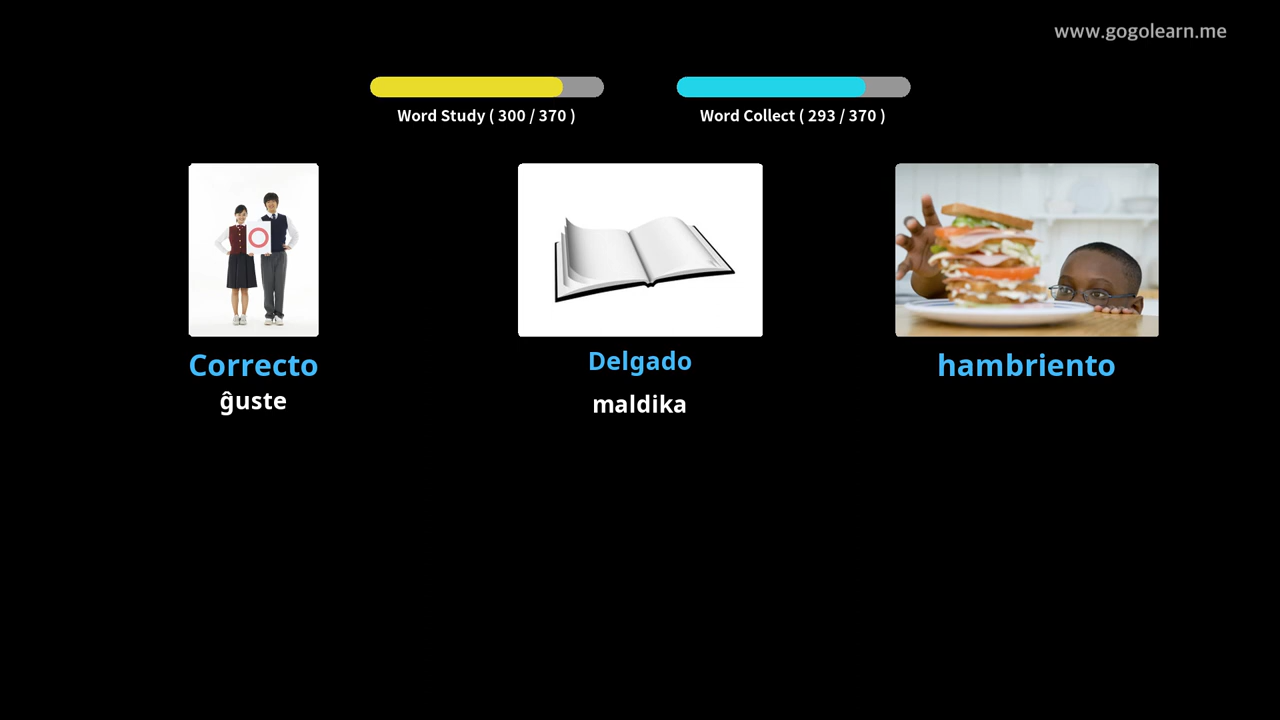 www.gogolearn.me
Word Study ( 300 / 370 )
Word Collect ( 293 / 370 )
Correcto
ĝuste
Delgado
maldika
hambriento